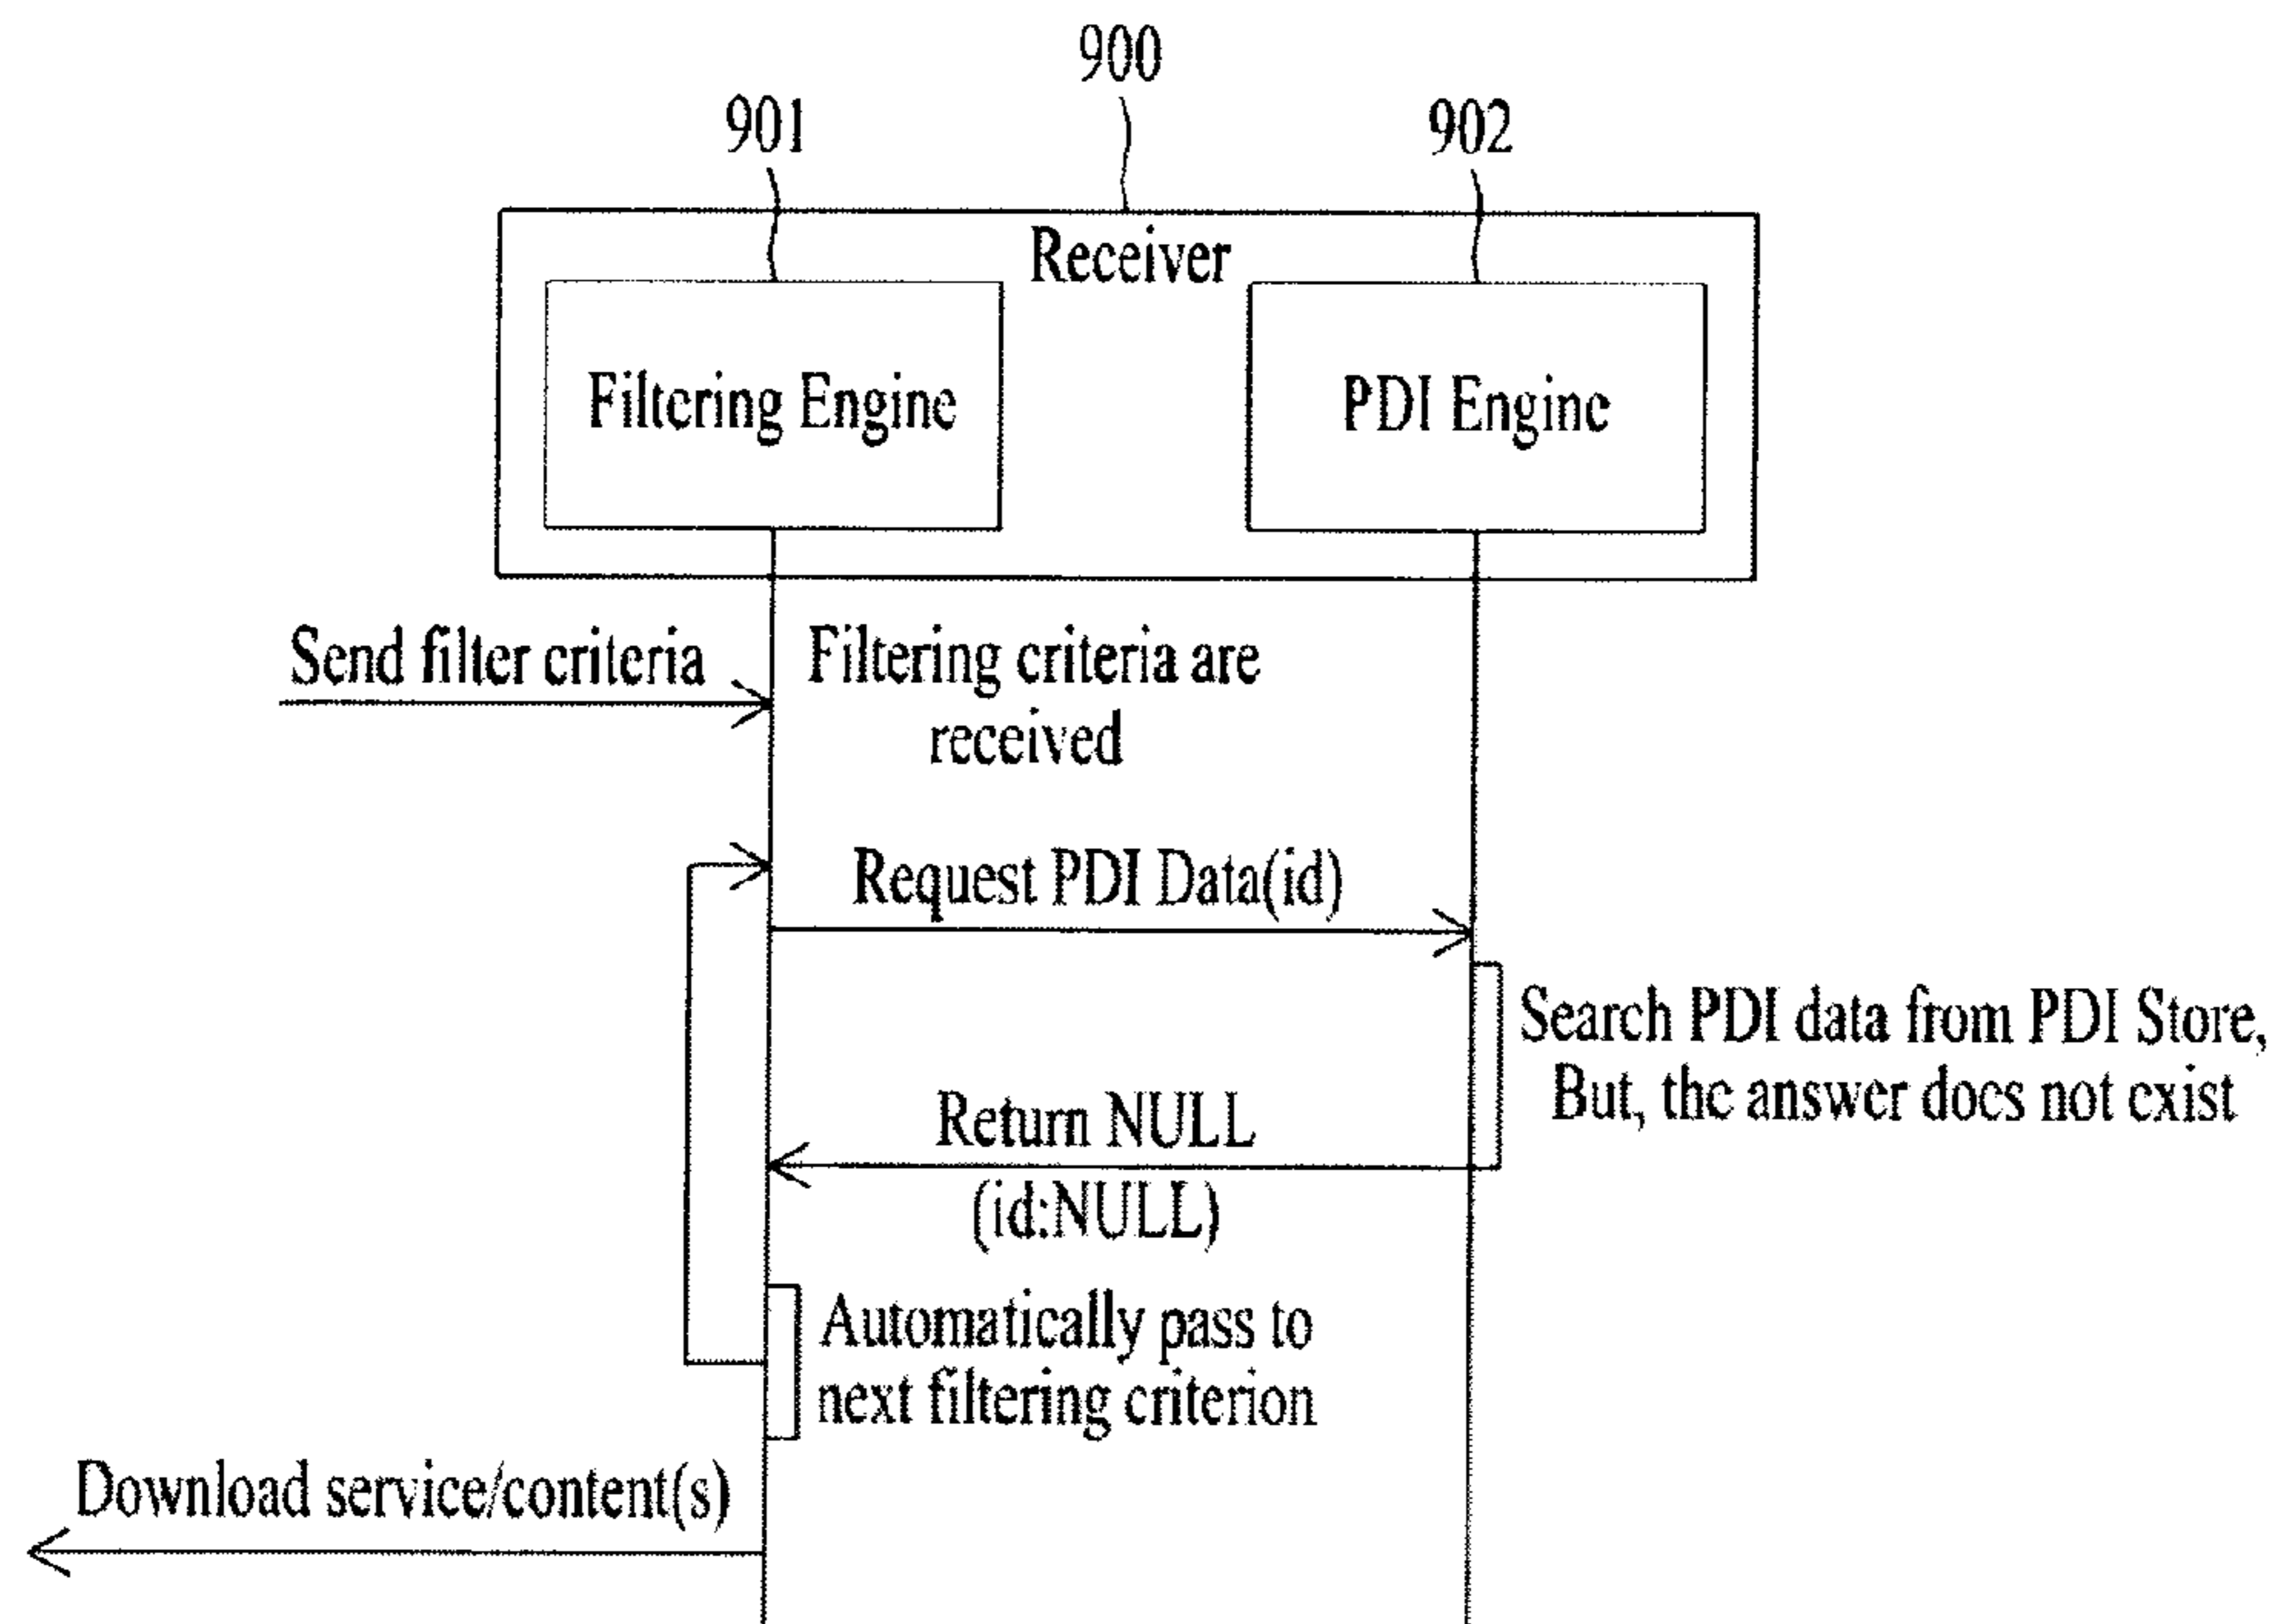 900
901
902
Receiver
Filtering Engine
PDI Engine
Send filter criteria
Filtering criteria are
received
Request PDI Data(id)
Search PDI data from PDI Store,
But, the answer does not exist
Return NULL
(id:NULL)
Automatically pass to
next filtering criterion
Download service/content(s)